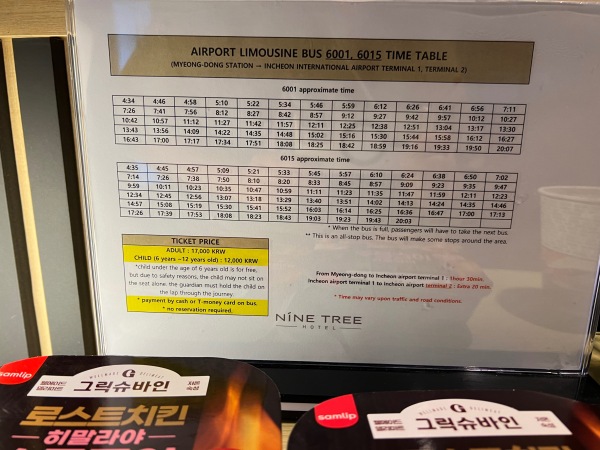 AIRPORT LIMOUSINE BUS 6001, 6015 TIME TABLE
(MYEONG-DONG STATION → INCHEON INTERNATIONAL AIRPORT TERMINAL 1, TERMINAL 2)
6001 approximate time
4:34 4:46 4:58 5:10 5:22 5:34 5:46 5:59 6:12 6:26 6:41 6:56 7:11
7:26 7:41 7:56 8:12 8:27 8:42 8:57 9:12 9:27 9:42 9:57 10:12 10:27
10:42 10:57 11:12 11:27 11:42 11:57 12:11 12:25 12:38 12:51 13:04 13:17 13:30
13:43 13:56 14:09 14:22 14:35 14:48 15:02 15:16 15:30 15:44 15:58 16:12 16:27
16:43 17:00 17:17 17:34 17:51 18:08 18:25 18:42 18:59 19:16 19:33 19:50 20:07
6015 approximate time
4:35 4:45 4:57 5:09 5:21 5:33 5:45 5:57 6:10 6:24 6:38 6:50 7:02
7:14 7:26 7:38 7:50 8:10 8:20 8:33 8:45 8:57 9:09 9:23 9:35 9:47
9:59 10:11 10:23 10:35 10:47 10:59 11:11 11:23 11:35 11:47 11:59 12:11 12:23
12:34 12:45 12:56 13:07 13:18 13:29 13:40 13:51 14:02 14:13 14:24 14:35 14:46
14:57 15:08 15:19 15:30 15:41 15:52 16:03 16:14 16:25 16:36 16:47 17:00 17:13
17:26 17:39 17:53 18:08 18:23 18:43 19:03 19:23 19:43 20:03
* When the bus is full, passengers will have to take the next bus.
** This is an all-stop bus. The bus will make some stops around the area.
TICKET PRICE
ADULT : 17,000 KRW
CHILD (6 years ~12 years old) : 12,000 KRW
*child under the age of 6 years old is for free,
but due to safety reasons, the child may not sit on
the seat alone, the guardian must hold the child on
the lap through the journey.
* payment by cash or T-money card on bus.
* no reservation required.
From Myeong-dong to Incheon airport terminal 1 : 1hour 30min.
Incheon airport terminal 1 to Incheon airport terminal 2 : Extra 20 min.
* Time may vary upon traffic and road conditions.
NINE TREE
HOTEL
samlip
G
그릭슈바인
로스트치킨
히말라야
samlip
G
그릭슈바인